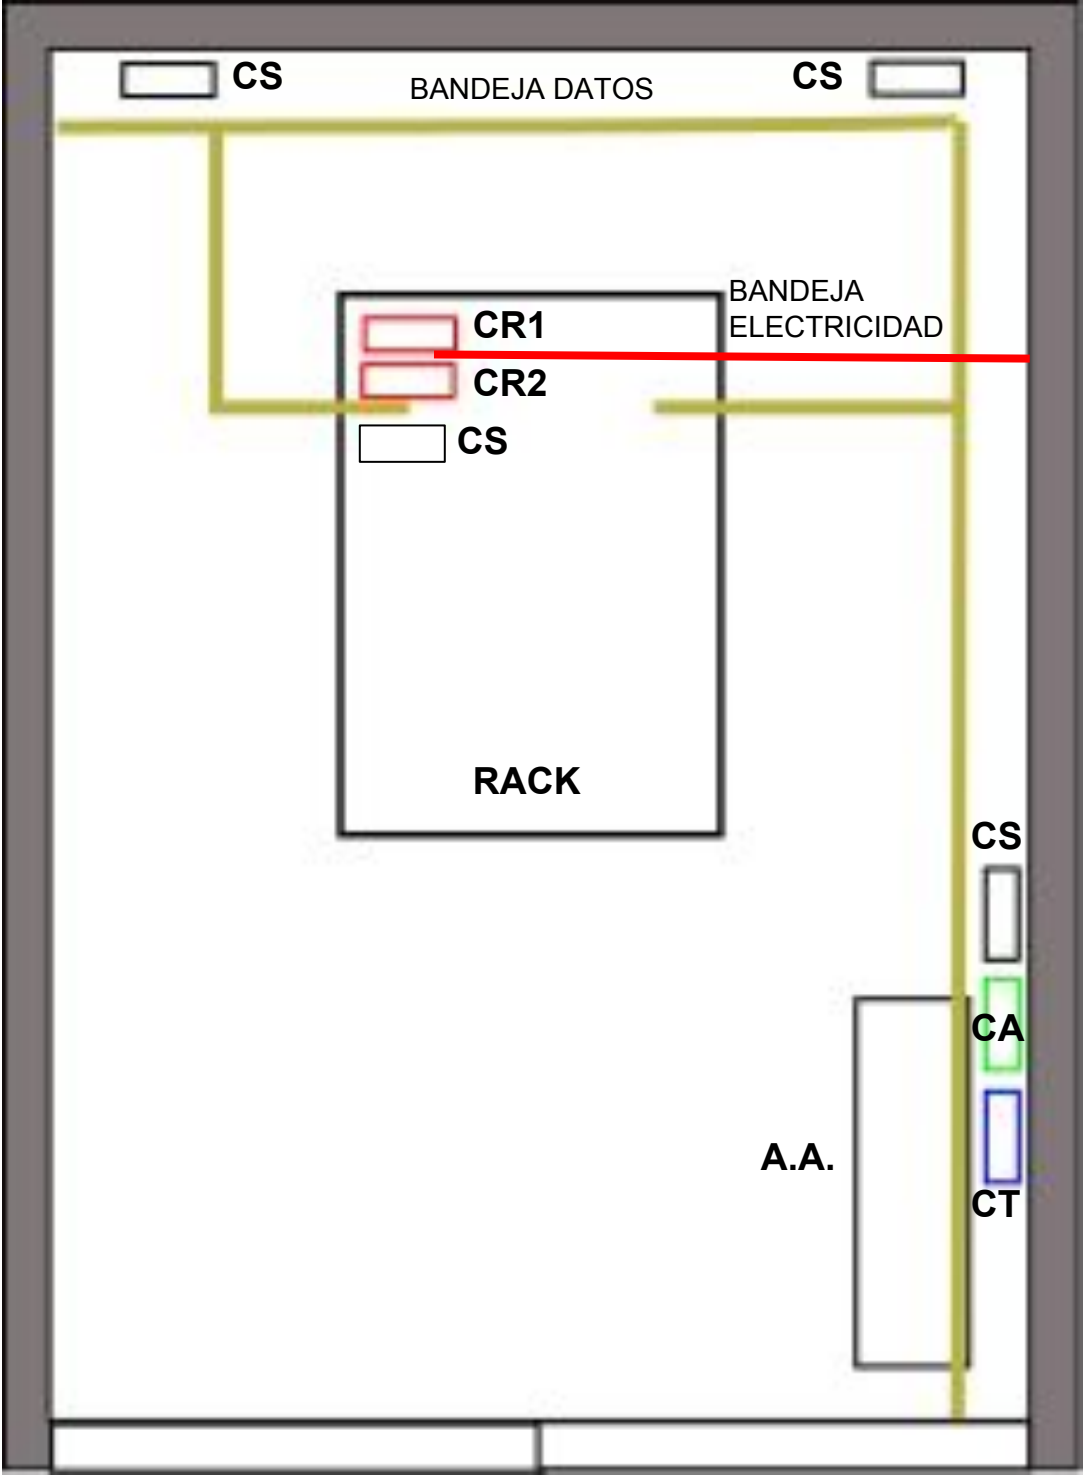 CS
BANDEJA DATOS
CS
BANDEJA
ELECTRICIDAD
CR1
CR2
CS
RACK
CS
CA
A.A.
CT